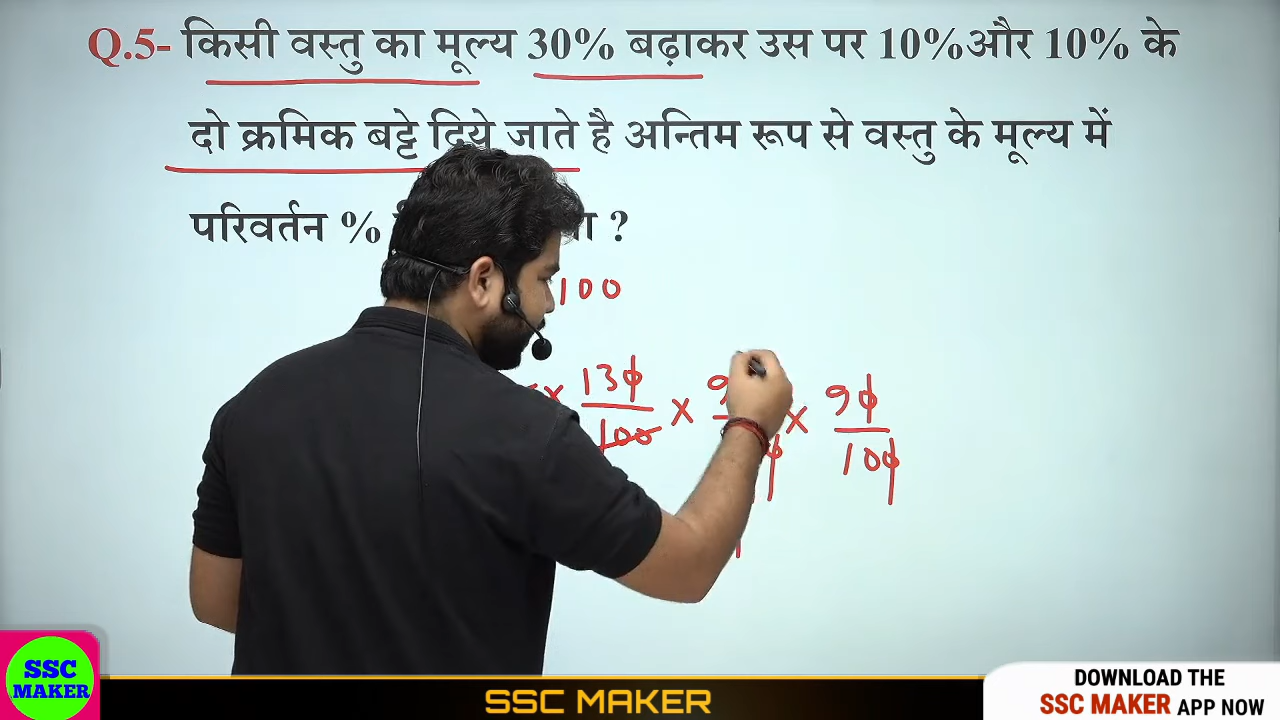 Q.5- किसी वस्तु का मूल्य 30% बढ़ाकर उस पर 10%और 10% के
दो क्रमिक बट्टे दिये जाते है अन्तिम रूप से वस्तु के मूल्य में
परिवर्तन % ?
100
130/100 × × 90/100
SSC
MAKER
SSC MAKER
DOWNLOAD THE
SSC MAKER APP NOW